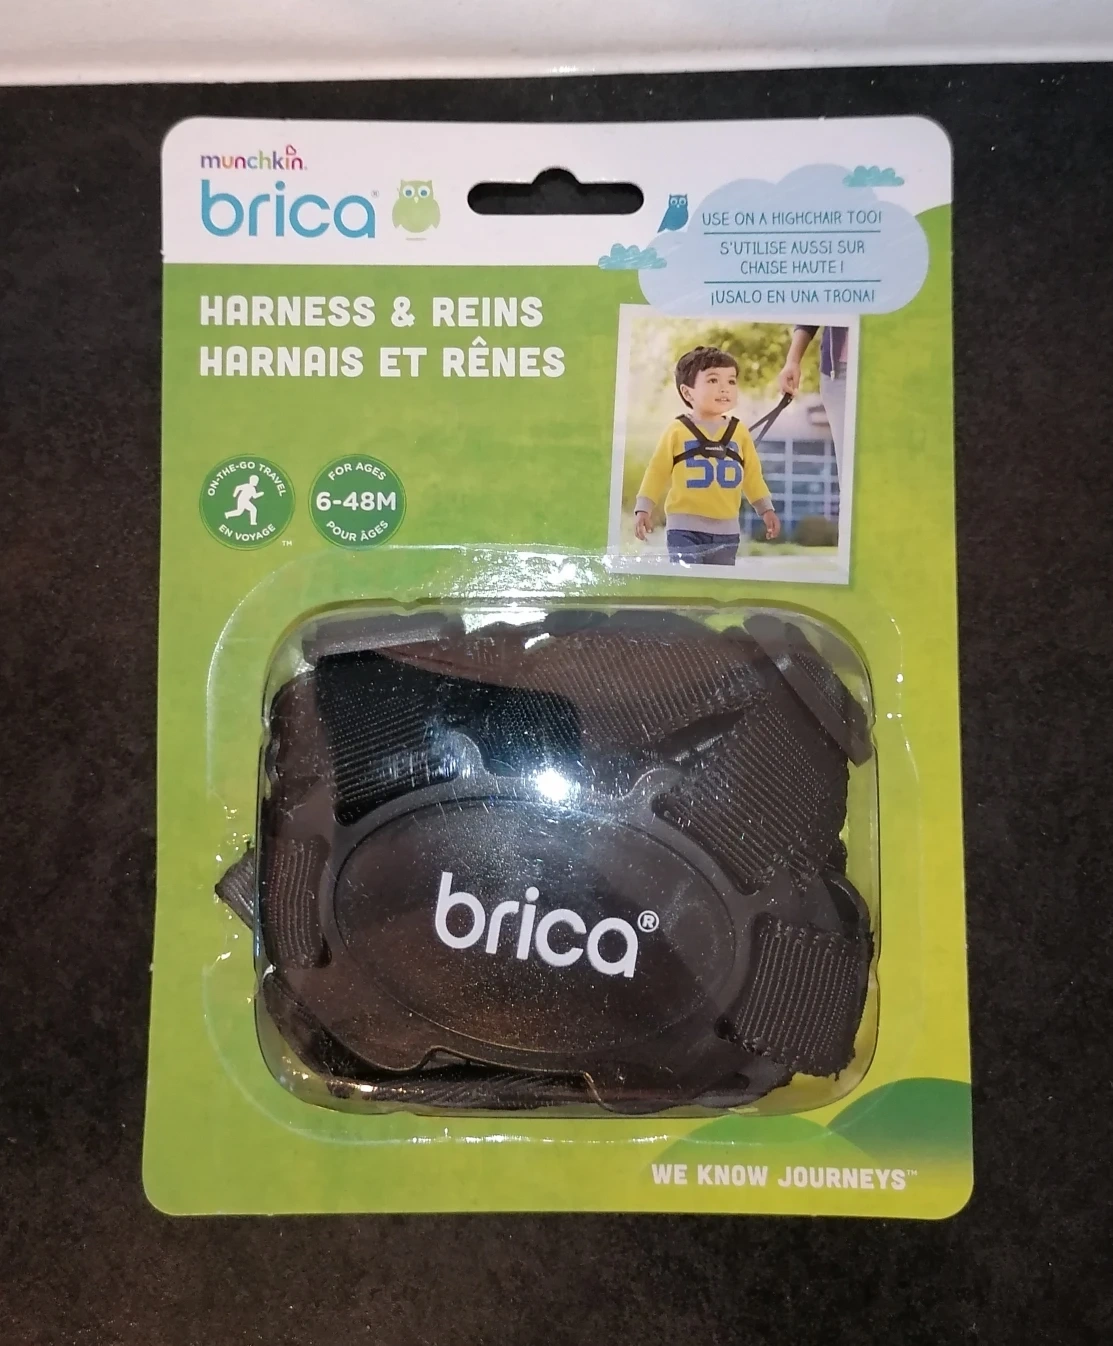 munchkin.
brica®
USE ON A HIGHCHAIR TOO!
S'UTILISE AUSSI SUR
CHAISE HAUTE !
¡USALO EN UNA TRONA!
HARNESS & REINS
HARNAIS ET RÊNES
ON-THE-GO TRAVEL
EN VOYAGE
TM
FOR AGES
6-48M
POUR ÂGES
56
brica®
WE KNOW JOURNEYS™